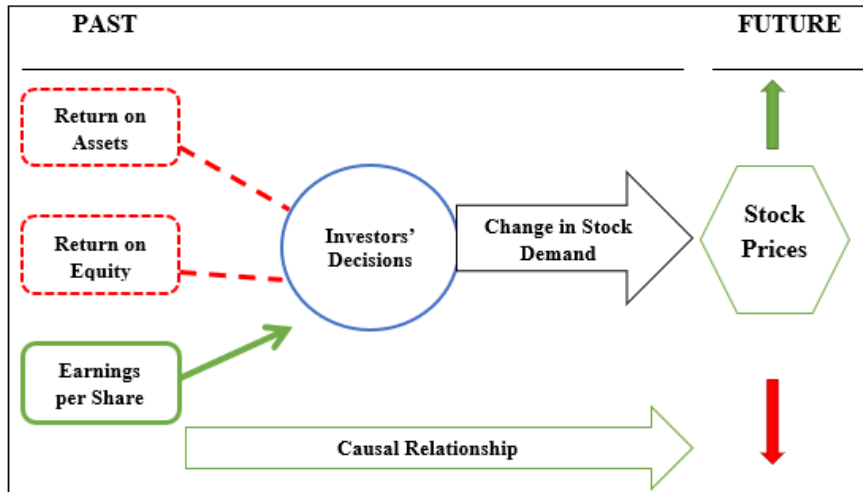 PAST
FUTURE
Return on
Assets
Return on
Equity
Earnings
per Share
Investors’
Decisions
Change in Stock
Demand
Stock
Prices
Causal Relationship